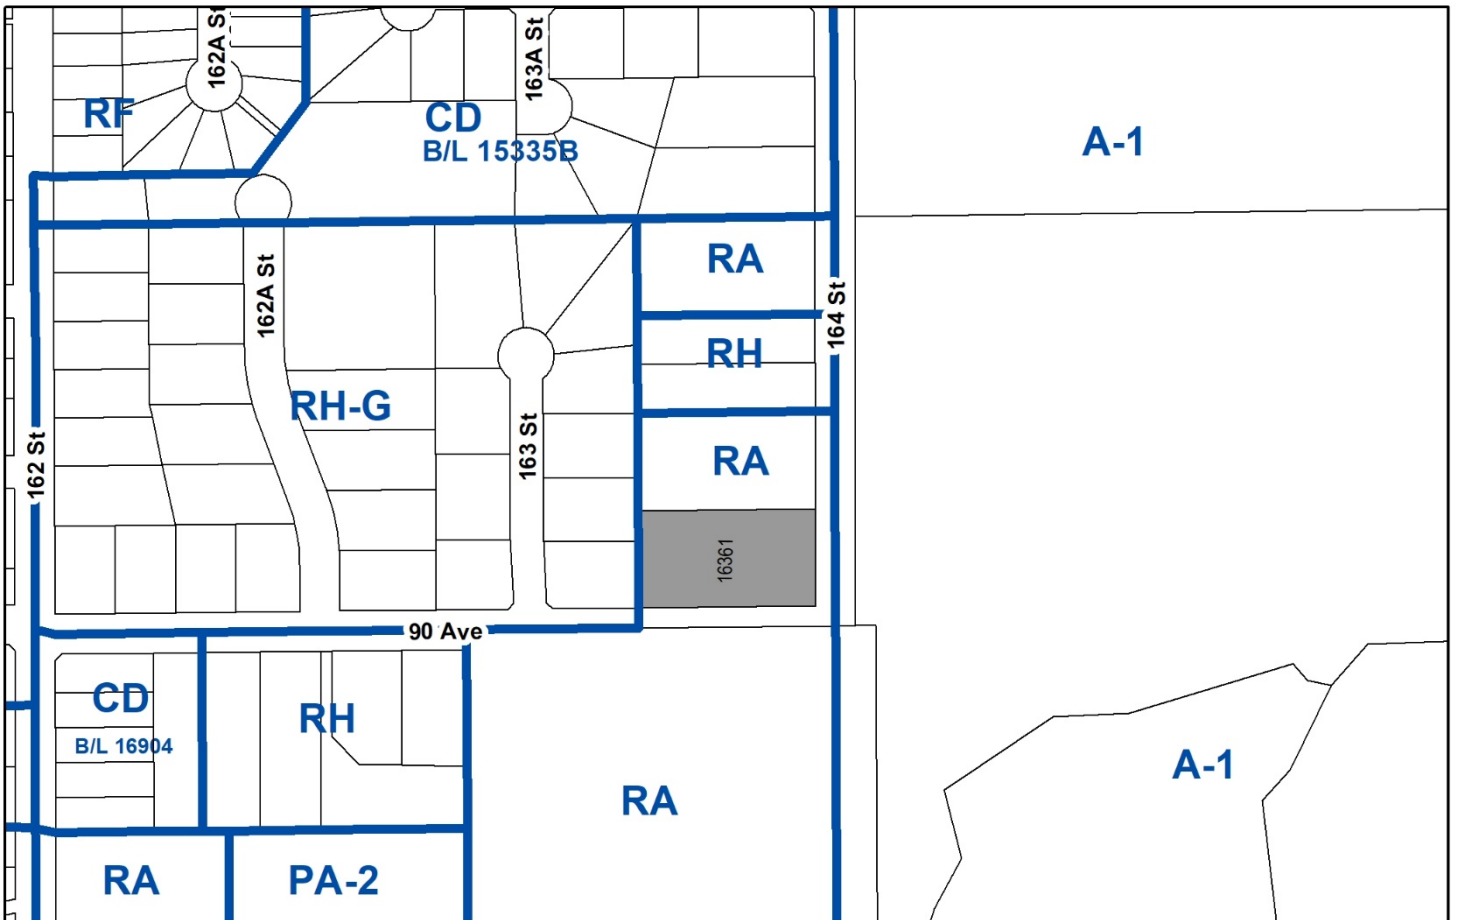 162A St
163A St
RF
CD
B/L 15335B
A-1
RA
162A St
164 St
RH
RH-G
163 St
162 St
RA
16361
90 Ave
CD
B/L 16904
RH
A-1
RA
RA
PA-2